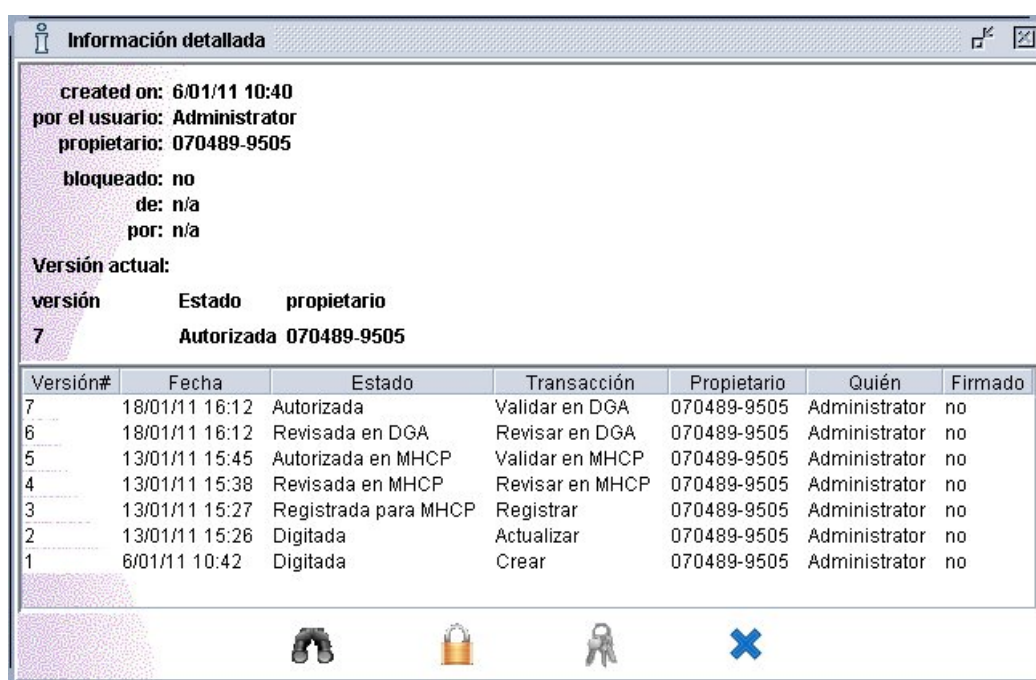 Información detallada
created on: 6/01/11 10:40
por el usuario: Administrator
propietario: 070489-9505
bloqueado: no
de: n/a
por: n/a
Versión actual:
versión Estado propietario
7 Autorizada 070489-9505
Versión# Fecha Estado Transacción Propietario Quién Firmado
7 18/01/11 16:12 Autorizada Validar en DGA 070489-9505 Administrator no
6 18/01/11 16:12 Revisada en DGA Revisar en DGA 070489-9505 Administrator no
5 13/01/11 15:45 Autorizada en MHCP Validar en MHCP 070489-9505 Administrator no
4 13/01/11 15:38 Revisada en MHCP Revisar en MHCP 070489-9505 Administrator no
3 13/01/11 15:27 Registrada para MHCP Registrar 070489-9505 Administrator no
2 13/01/11 15:26 Digitada Actualizar 070489-9505 Administrator no
1 6/01/11 10:42 Digitada Crear 070489-9505 Administrator no